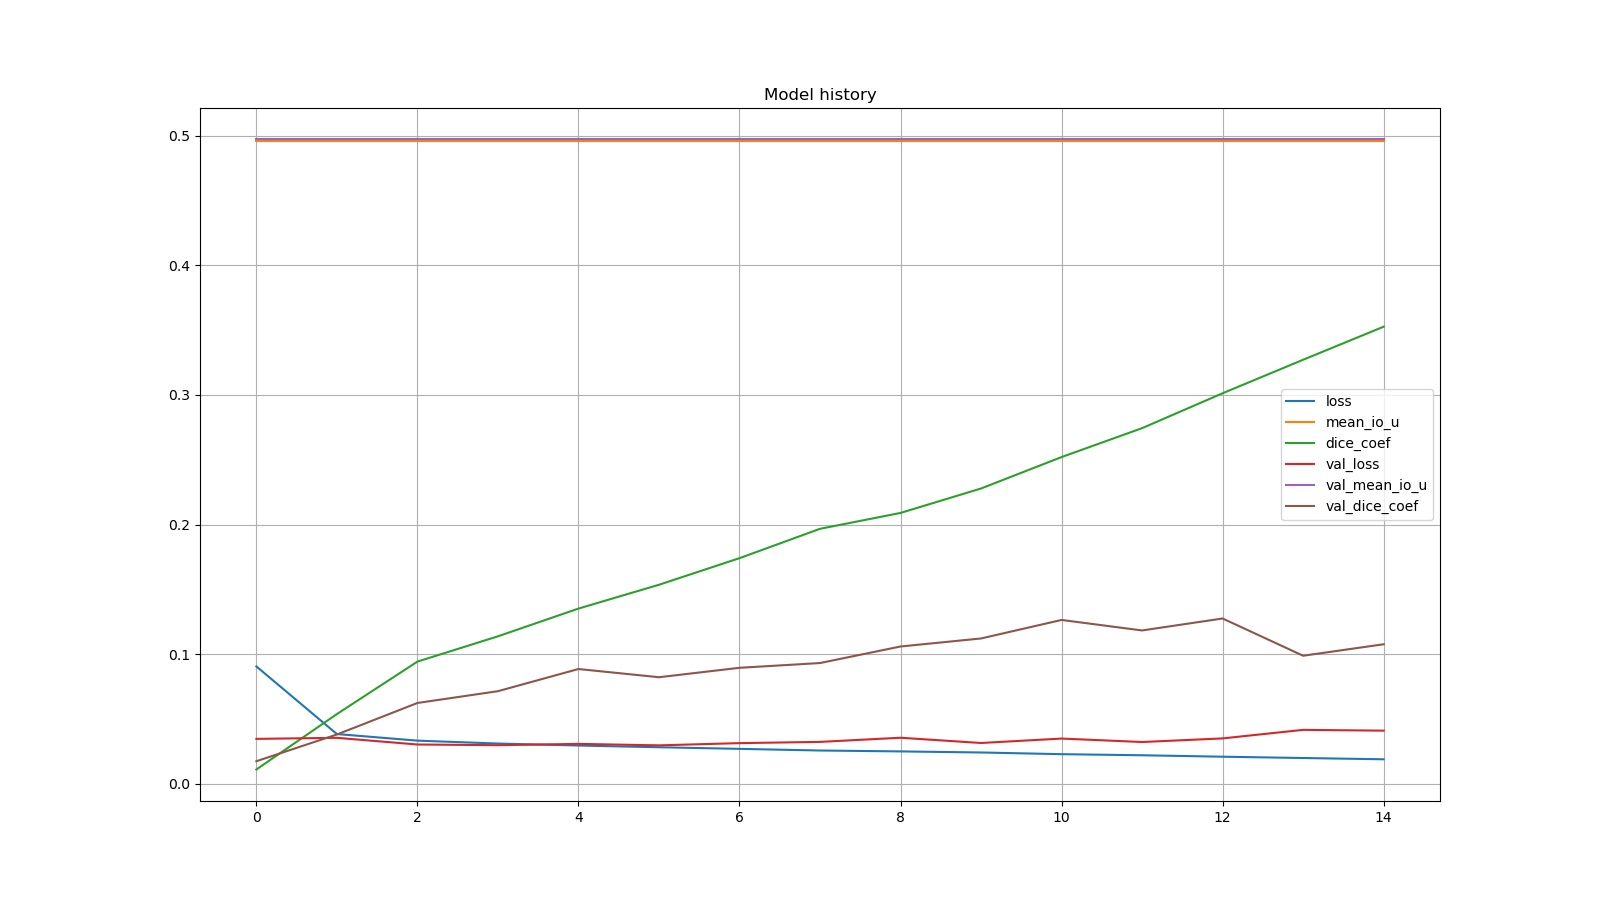 Model history
0.5
0.4
0.3
0.2
0.1
0.0
loss
mean_io_u
dice_coef
val_loss
val_mean_io_u
val_dice_coef
0 2 4 6 8 10 12 14